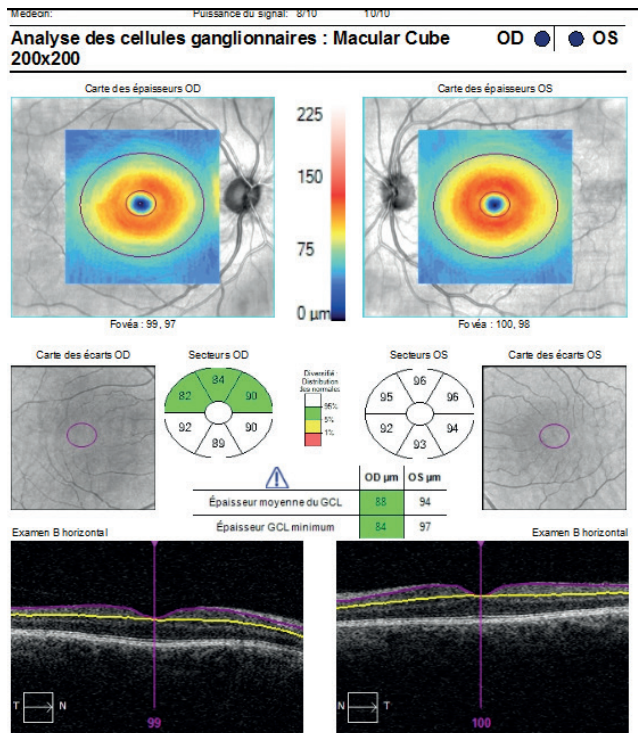 Médecin: Puissance du signal: 8/10 10/10
Analyse des cellules ganglionnaires : Macular Cube OD OS
200x200
Carte des épaisseurs OD Carte des épaisseurs OS
225
150
75
0 µm
Fovéa : 99, 97 Fovéa : 100, 98
Carte des écarts OD Secteurs OD Secteurs OS Carte des écarts OS
Diversifié :
Distribution
des normales
95%
5%
1%
84
82 90
92 90
89
96
95 96
92 94
93
OD µm OS µm
Épaisseur moyenne du GCL 88 94
Épaisseur GCL minimum 84 97
Examen B horizontal Examen B horizontal
T N N T
99 100